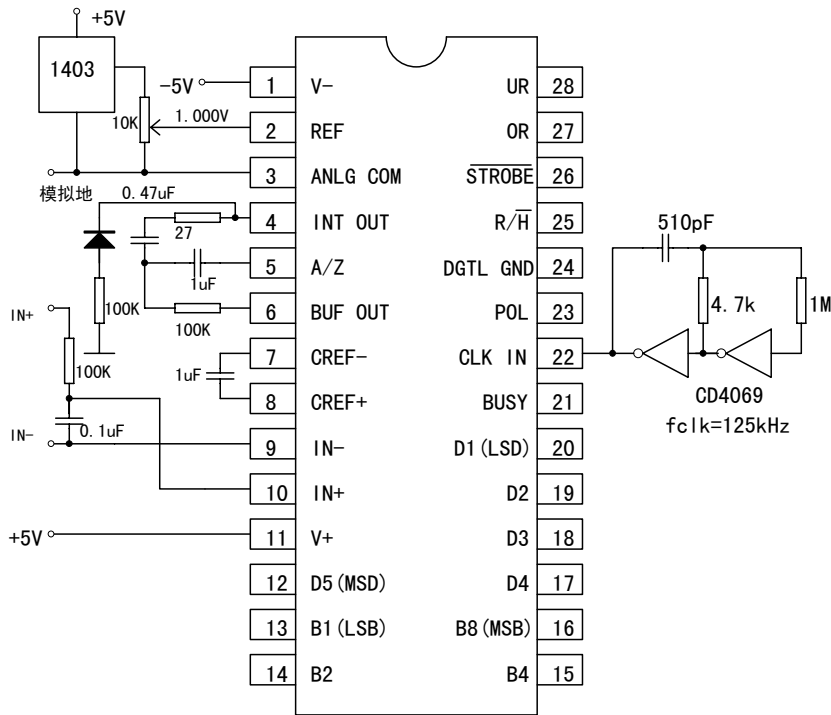 +5V
1403
10K
1.000V
模拟地
-5V
1 V-
2 REF
3 ANLG COM
4 INT OUT
5 A/Z
6 BUF OUT
7 CREF-
8 CREF+
9 IN-
10 IN+
11 V+
12 D5(MSD)
13 B1(LSB)
14 B2
UR 28
OR 27
STROBE 26
R/H 25
DGTL GND 24
POL 23
CLK IN 22
BUSY 21
D1(LSD) 20
D2 19
D3 18
D4 17
B8(MSB) 16
B4 15
0.47uF
27
1uF
100K
100K
IN+
100K
1uF
IN-
0.1uF
+5V
510pF
4.7k
1M
CD4069
fclk=125kHz